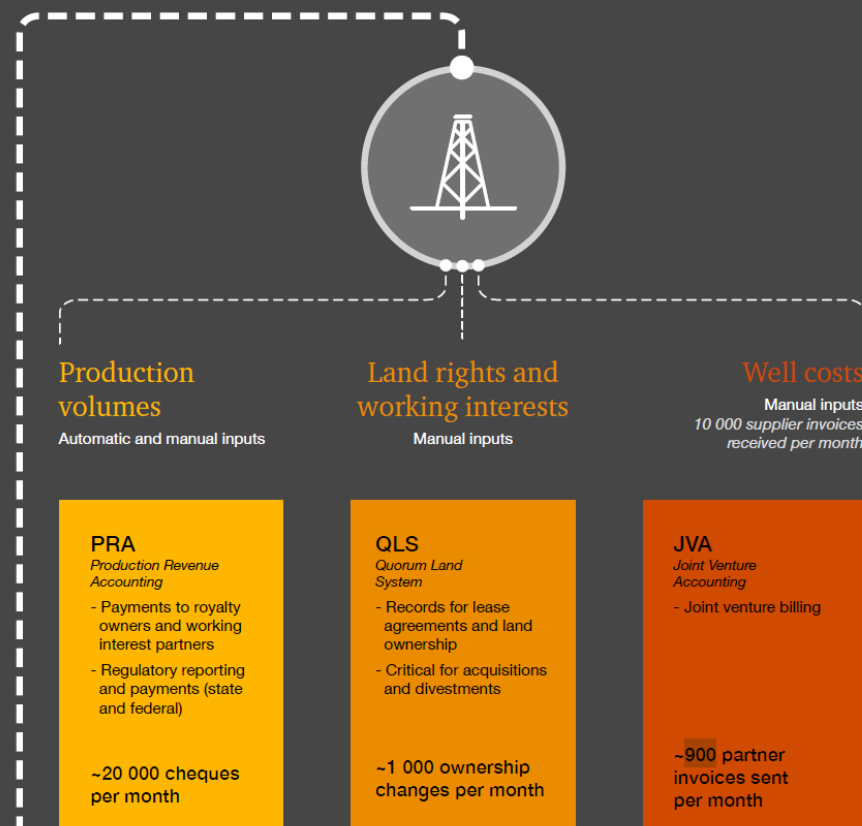 Production
volumes
Automatic and manual inputs
Land rights and
working interests
Manual inputs
Well costs
Manual inputs
10 000 supplier invoices
received per month
PRA
Production Revenue
Accounting
- Payments to royalty
owners and working
interest partners
- Regulatory reporting
and payments (state
and federal)
~20 000 cheques
per month
QLS
Quorum Land
System
- Records for lease
agreements and land
ownership
- Critical for acquisitions
and divestments
~1 000 ownership
changes per month
JVA
Joint Venture
Accounting
- Joint venture billing
~900 partner
invoices sent
per month